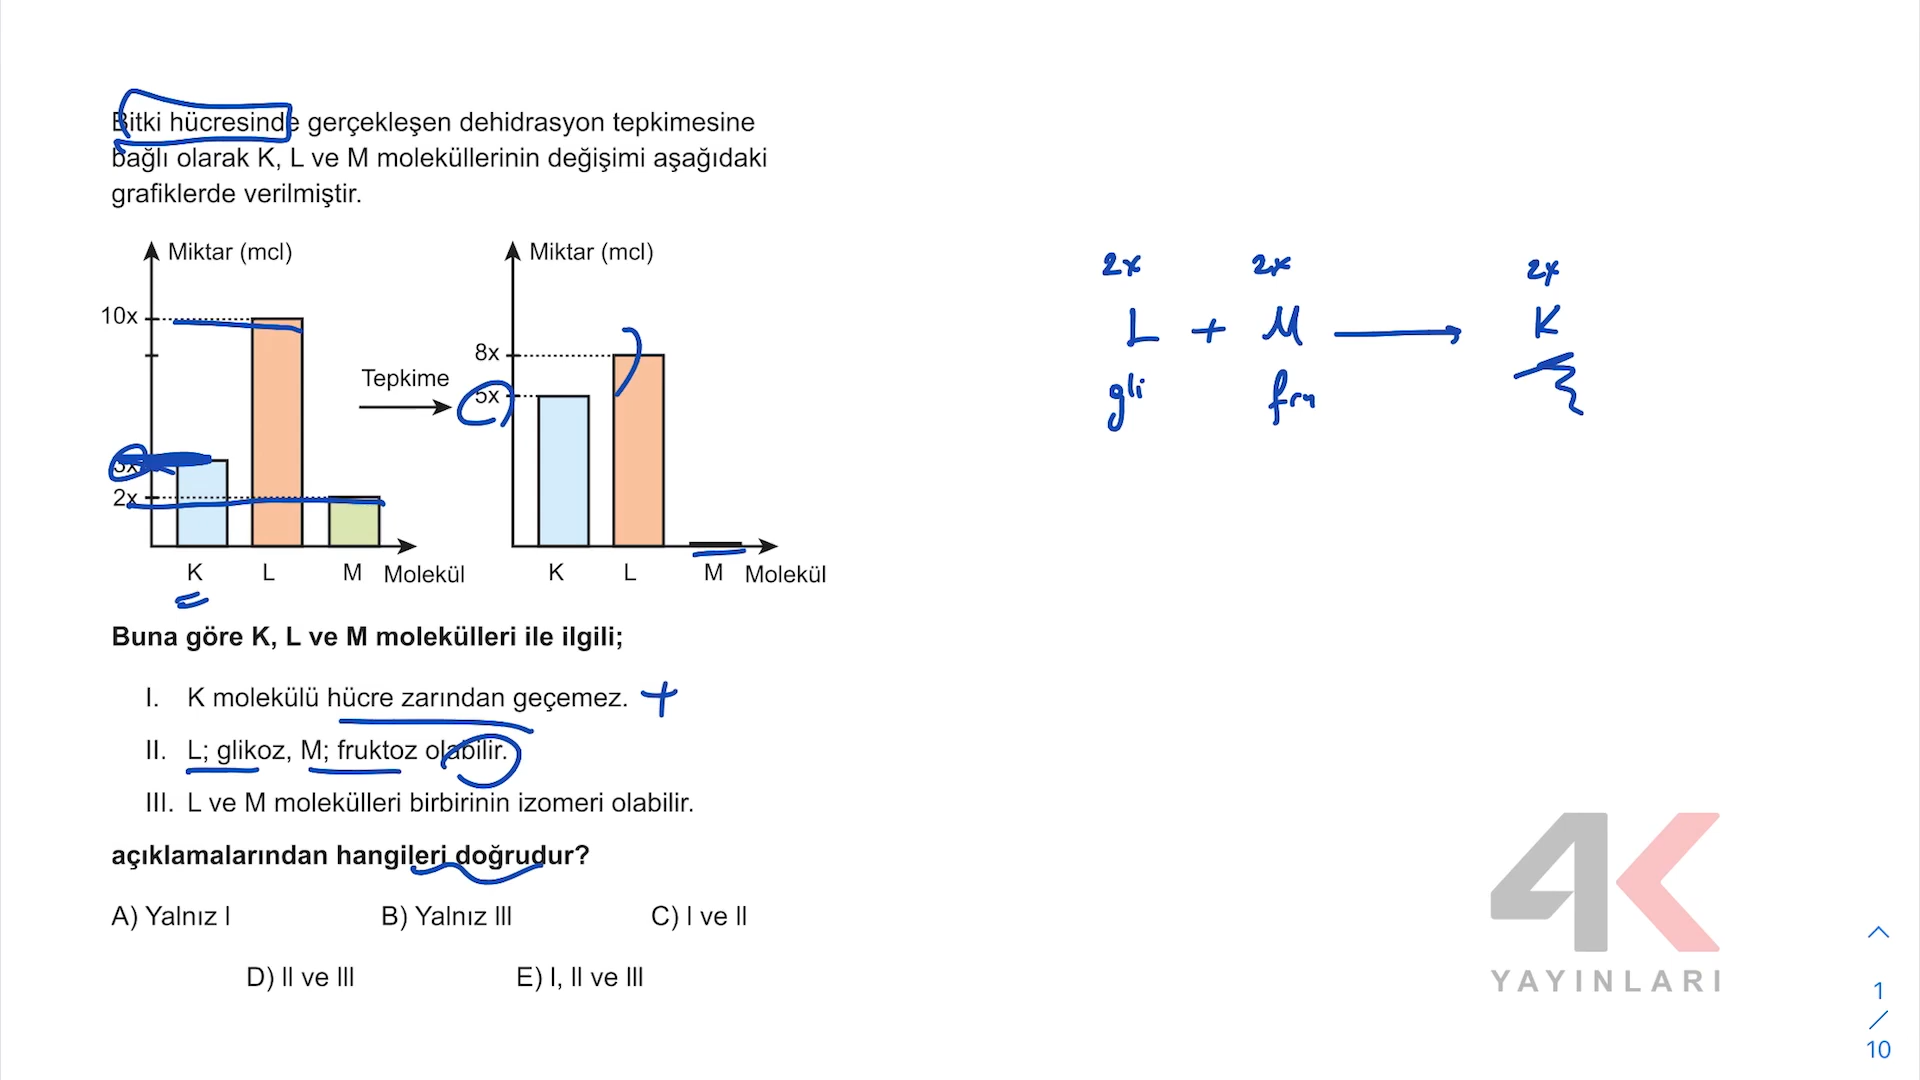 Bitki hücresinde gerçekleşen dehidrasyon tepkimesine
bağlı olarak K, L ve M moleküllerinin değişimi aşağıdaki
grafiklerde verilmiştir.
Miktar (mcl)
10x
3x
2x
K L M Molekül
Tepkime
Miktar (mcl)
8x
5x
K L M Molekül
Buna göre K, L ve M molekülleri ile ilgili;
I. K molekülü hücre zarından geçemez. +
II. L; glikoz, M; fruktoz olabilir.
III. L ve M molekülleri birbirinin izomeri olabilir.
açıklamalarından hangileri doğrudur?
A) Yalnız I B) Yalnız III C) I ve II
D) II ve III E) I, II ve III
2x 2x 2x
L + M K
gli fru
4K
YAYINLARI
1
/
10